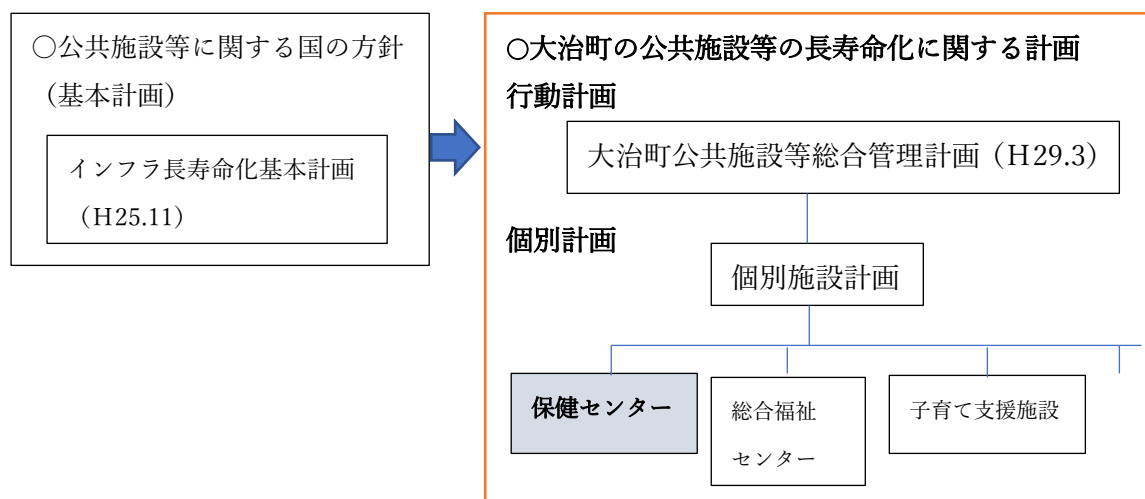 ○公共施設等に関する国の方針
（基本計画）
インフラ長寿命化基本計画
（H25.11）
○大治町の公共施設等の長寿命化に関する計画
行動計画
大治町公共施設等総合管理計画（H29.3）
個別計画
個別施設計画
保健センター
総合福祉
センター
子育て支援施設